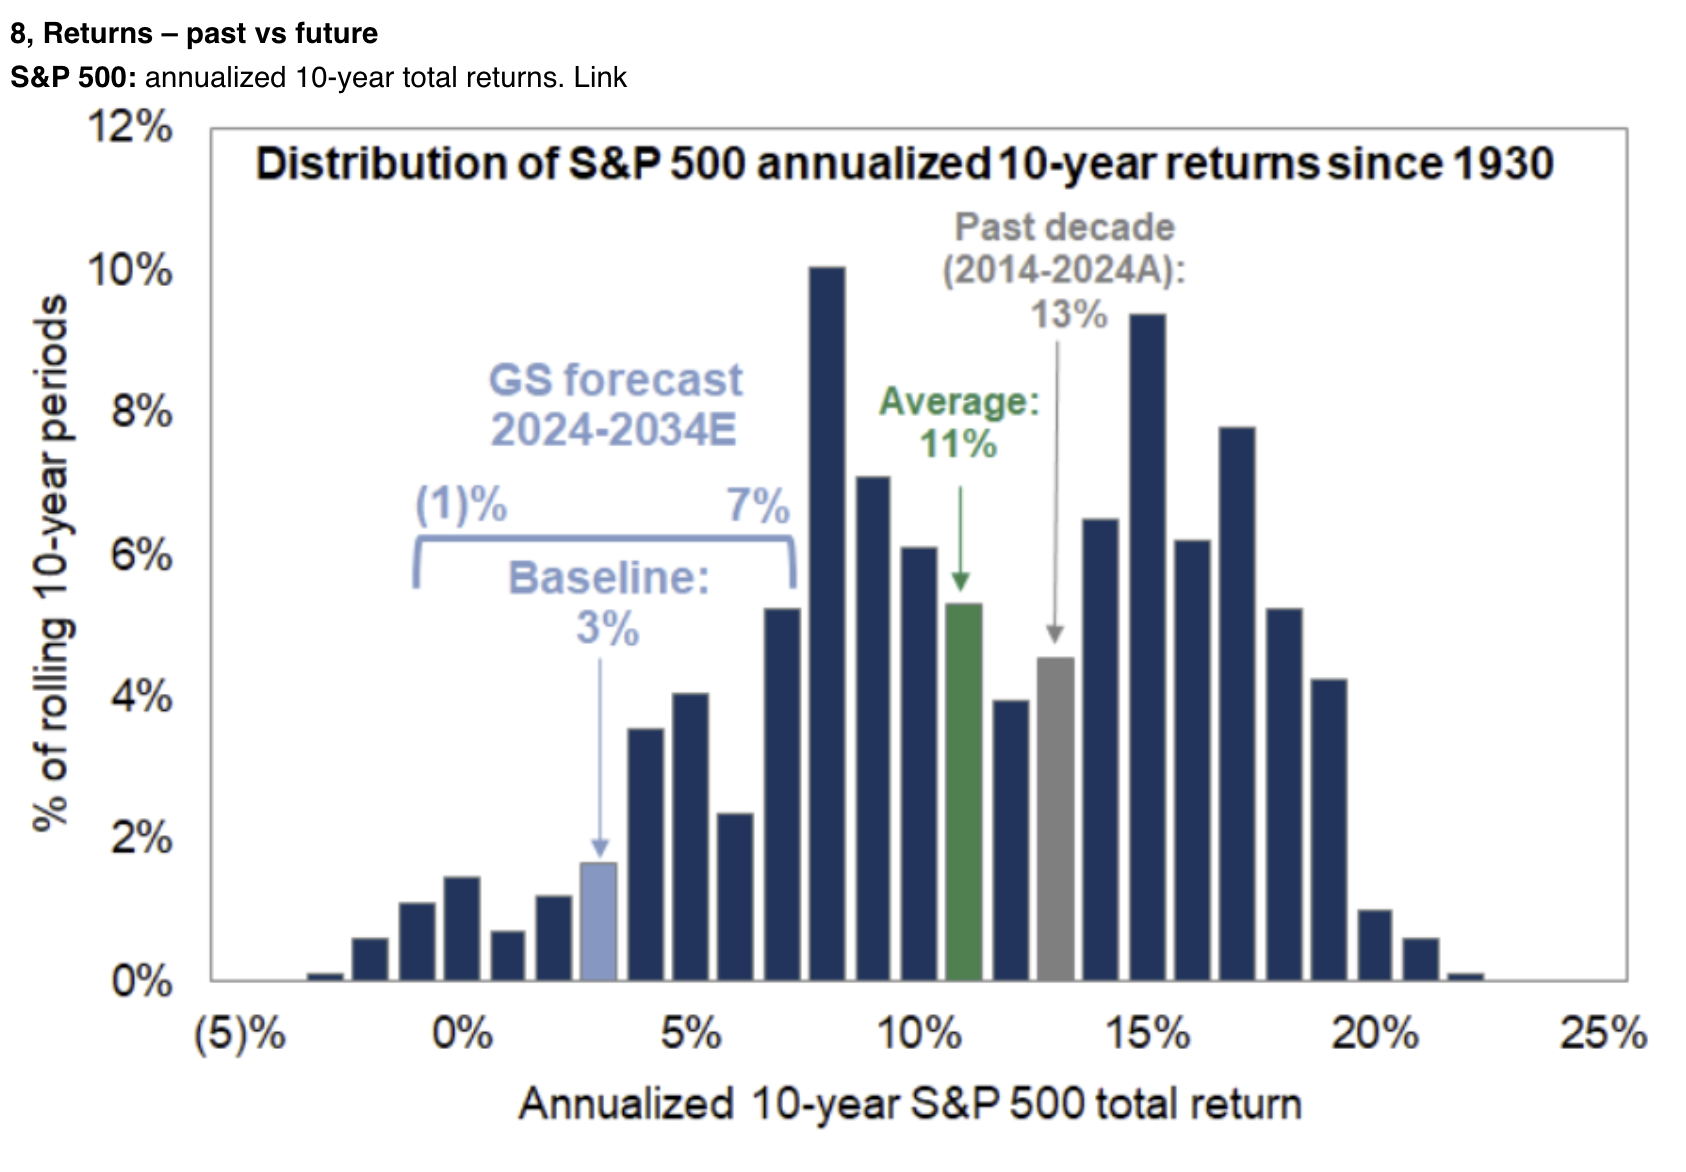 8, Returns – past vs future
S&P 500: annualized 10-year total returns. Link
Distribution of S&P 500 annualized 10-year returns since 1930
12%
10%
8%
6%
4%
2%
0%
% of rolling 10-year periods
GS forecast
2024-2034E
(1)% 7%
Baseline:
3%
Average:
11%
Past decade
(2014-2024A):
13%
(5)% 0% 5% 10% 15% 20% 25%
Annualized 10-year S&P 500 total return